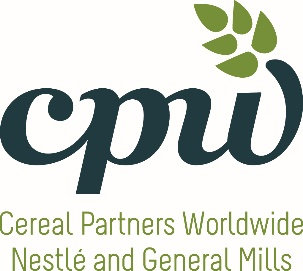 cpw
Cereal Partners Worldwide
Nestlé and General Mills